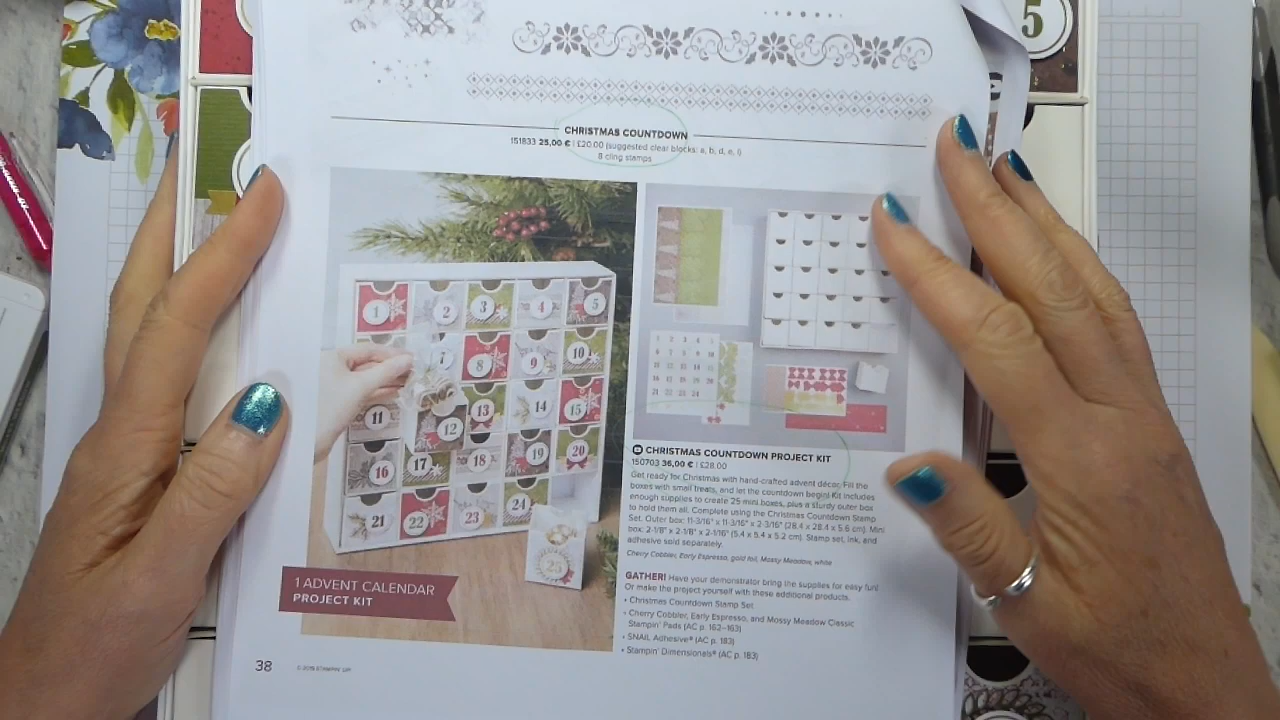 5
CHRISTMAS COUNTDOWN
151833 25,00 € | £20.00 (suggested clear blocks: a, b, d, e, i)
8 cling stamps
1
2
3
4
5
7
8
9
10
11
12
13
14
15
16
17
18
19
20
21
22
23
24
25
1 ADVENT CALENDAR
PROJECT KIT
CHRISTMAS COUNTDOWN PROJECT KIT
150703 36,00 € | £28.00
Get ready for Christmas with hand-crafted advent décor. Fill the
boxes with small treats, and let the countdown begin! Kit includes
enough supplies to create 25 mini boxes, plus a sturdy outer box
to hold them all. Complete using the Christmas Countdown Stamp
Set. Outer box: 11-3/16" x 11-3/16" x 2-3/16" (28.4 x 28.4 x 5.6 cm). Mini
box: 2-1/8" x 2-1/8" x 2-1/16" (5.4 x 5.4 x 5.2 cm). Stamp set, ink, and
adhesive sold separately.
Cherry Cobbler, Early Espresso, gold foil, Mossy Meadow, white
GATHER! Have your demonstrator bring the supplies for easy fun!
Or make the project yourself with these additional products.
• Christmas Countdown Stamp Set
• Cherry Cobbler, Early Espresso, and Mossy Meadow Classic
Stampin' Pads (AC p. 162–163)
• SNAIL Adhesive® (AC p. 183)
• Stampin' Dimensionals® (AC p. 183)
38
© 2019 STAMPIN' UP!